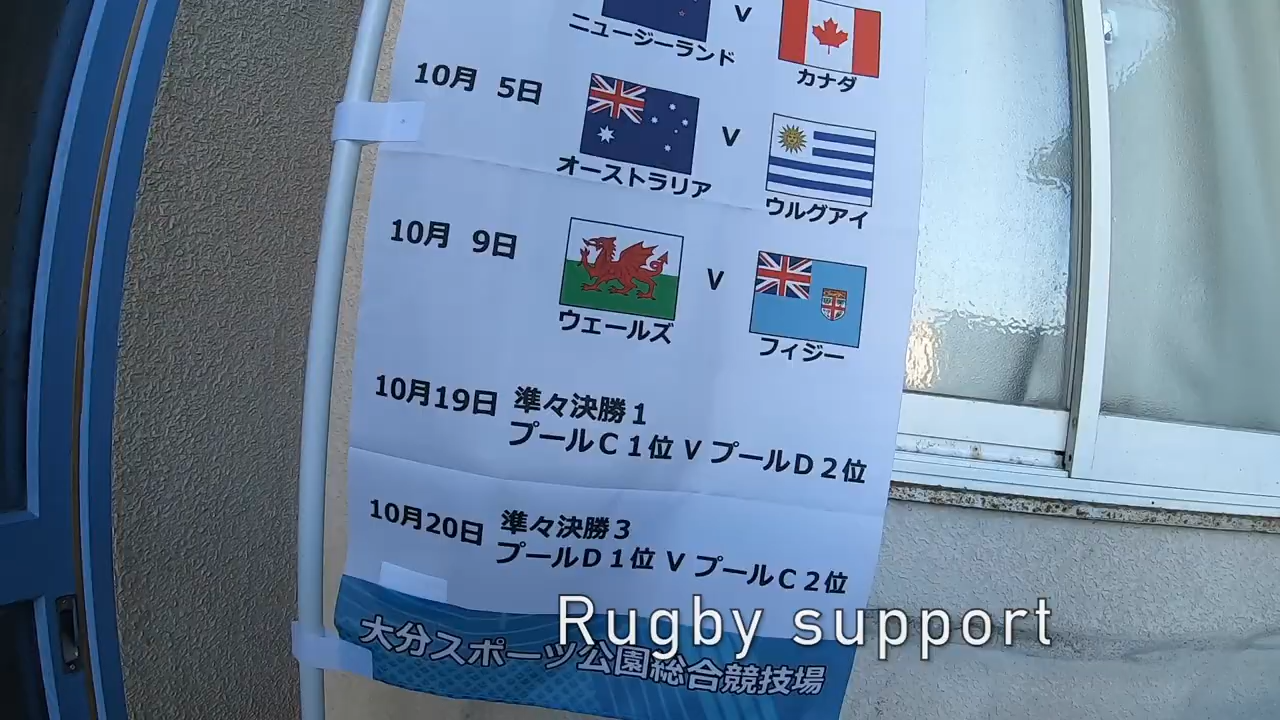 ニュージーランド V カナダ
10月 5日
オーストラリア V ウルグアイ
10月 9日
ウェールズ V フィジー
10月19日 準々決勝1
プールC1位 V プールD2位
10月20日 準々決勝3
プールD1位 V プールC2位
大分スポーツ公園総合競技場
Rugby support